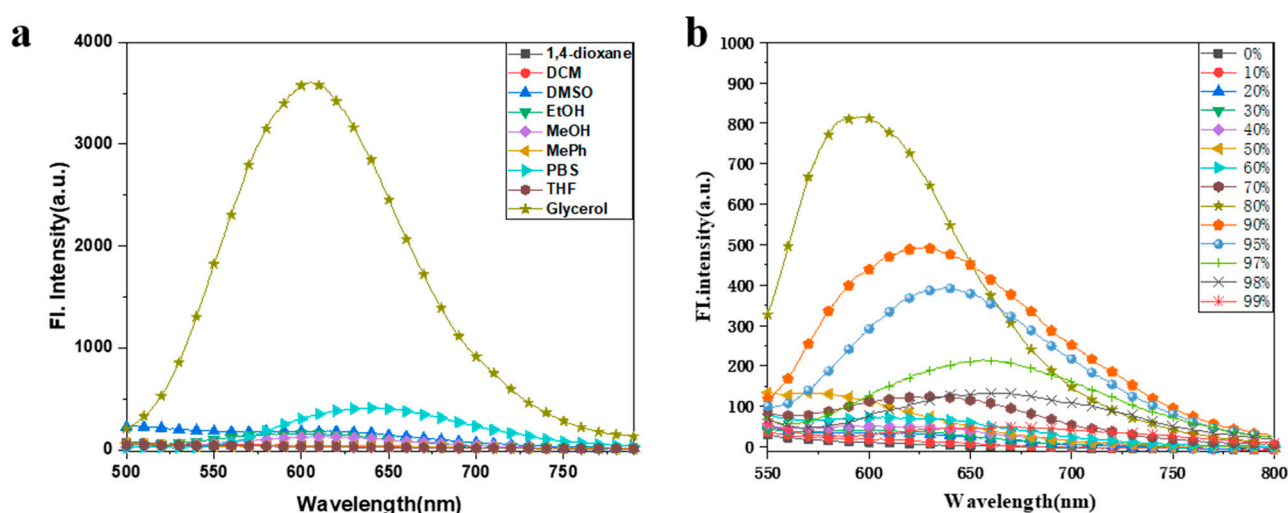 a
4000
3000
2000
1000
0
500
550
600
650
700
750
Fl. Intensity(a.u.)
Wavelength(nm)
1,4-dioxane
DCM
DMSO
EtOH
MeOH
MePh
PBS
THF
Glycerol
b
1000
900
800
700
600
500
400
300
200
100
0
550
600
650
700
750
800
FI.intensity(a.u.)
Wavelength(nm)
0%
10%
20%
30%
40%
50%
60%
70%
80%
90%
95%
97%
98%
99%